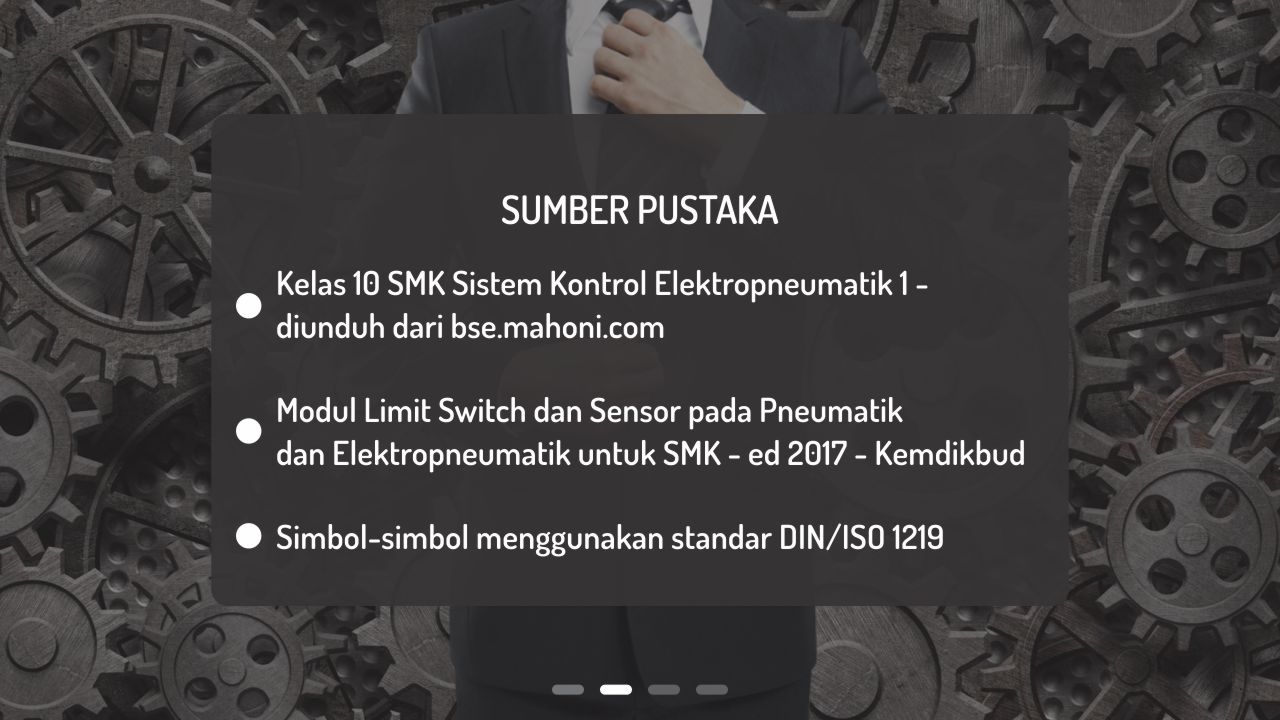 SUMBER PUSTAKA
Kelas 10 SMK Sistem Kontrol Elektropneumatik 1 -
diunduh dari bse.mahoni.com
Modul Limit Switch dan Sensor pada Pneumatik
dan Elektropneumatik untuk SMK - ed 2017 - Kemdikbud
Simbol-simbol menggunakan standar DIN/ISO 1219